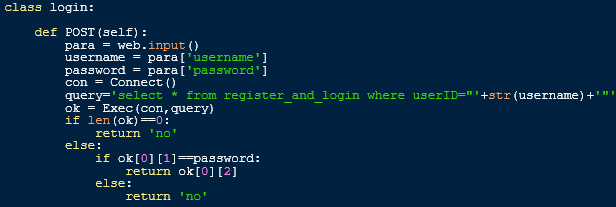 class login:
def POST(self):
para = web.input()
username = para['username']
password = para['password']
con = Connect()
query='select * from register_and_login where userID="'+str(username)+'"'
ok = Exec(con,query)
if len(ok)==0:
return 'no'
else:
if ok[0][1]==password:
return ok[0][2]
else:
return 'no'